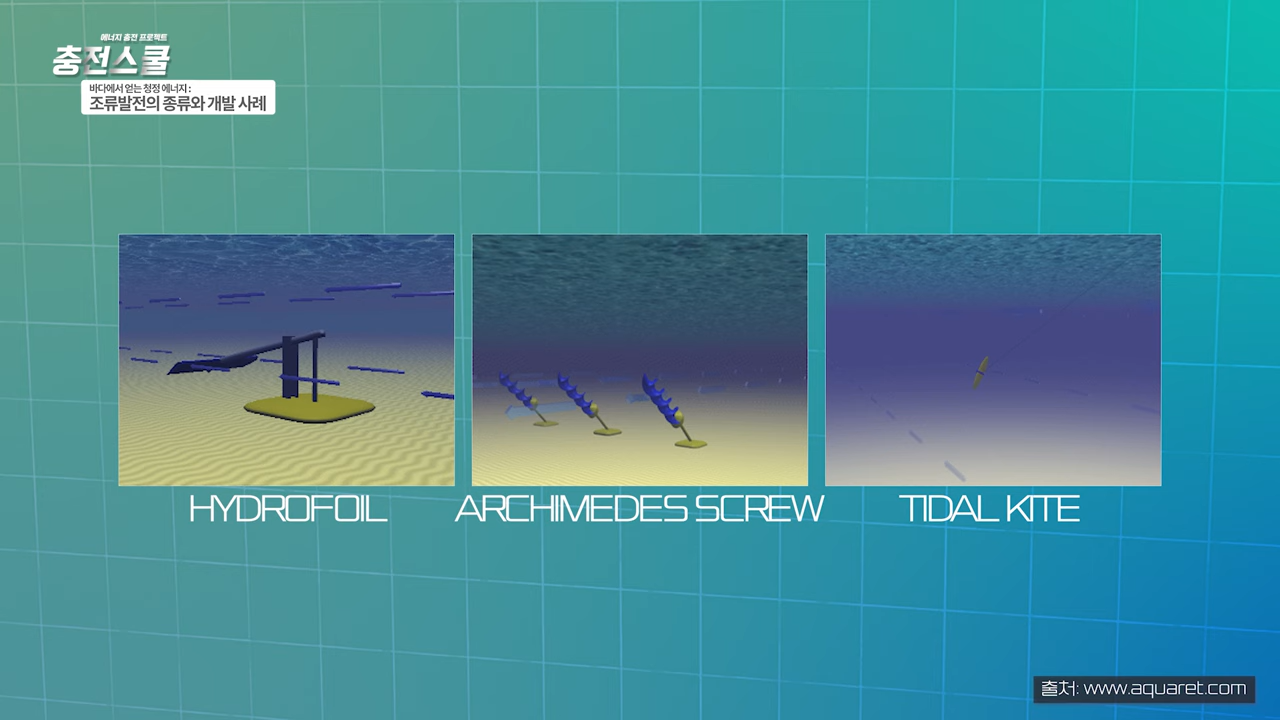 에너지 충전 프로젝트
충전스쿨
바다에서 얻는 청정 에너지:
조류발전의 종류와 개발 사례
HYDROFOIL
ARCHIMEDES SCREW
TIDAL KITE
출처: www.aquaret.com